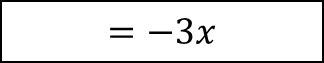 = −3x